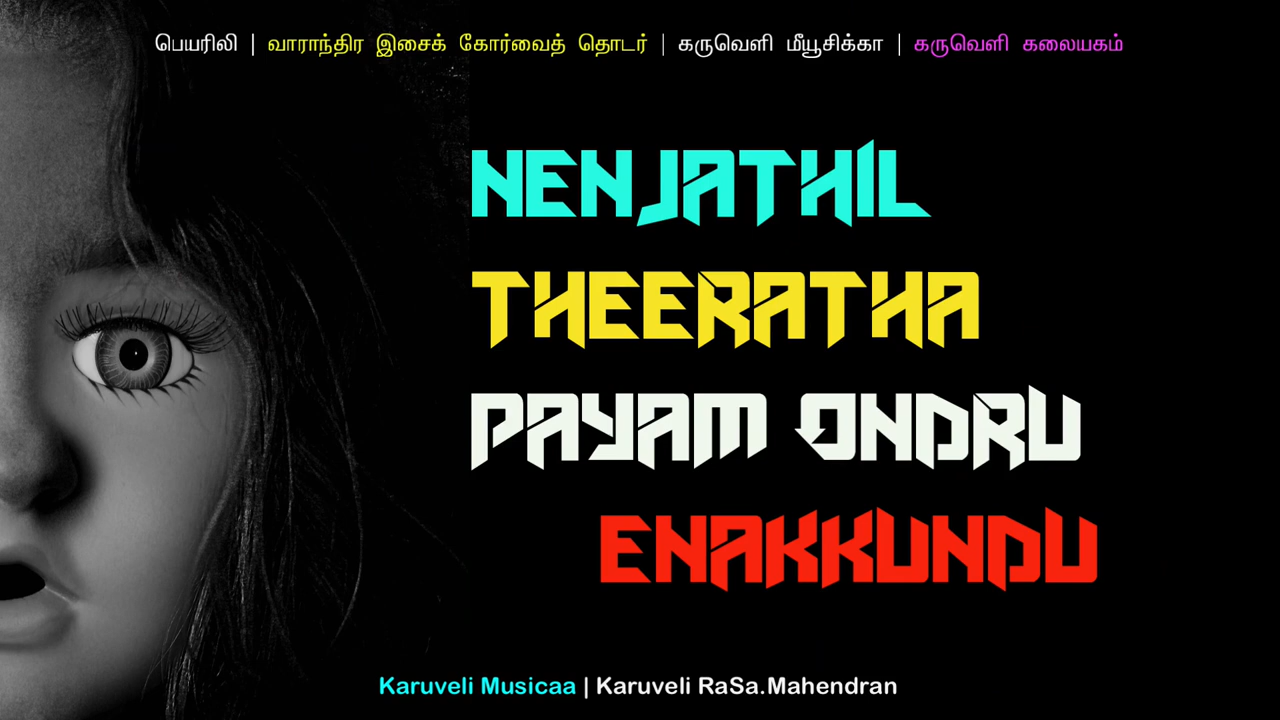 பெயரிலி | வாராந்திர இசைக் கோர்வைத் தொடர் | கருவெளி மீயூசிக்கா | கருவெளி கலையகம்
NENJATHIL
THEERATHA
PAYAM ONDRU
ENAKKUNDU
Karuveli Musicaa | Karuveli RaSa.Mahendran